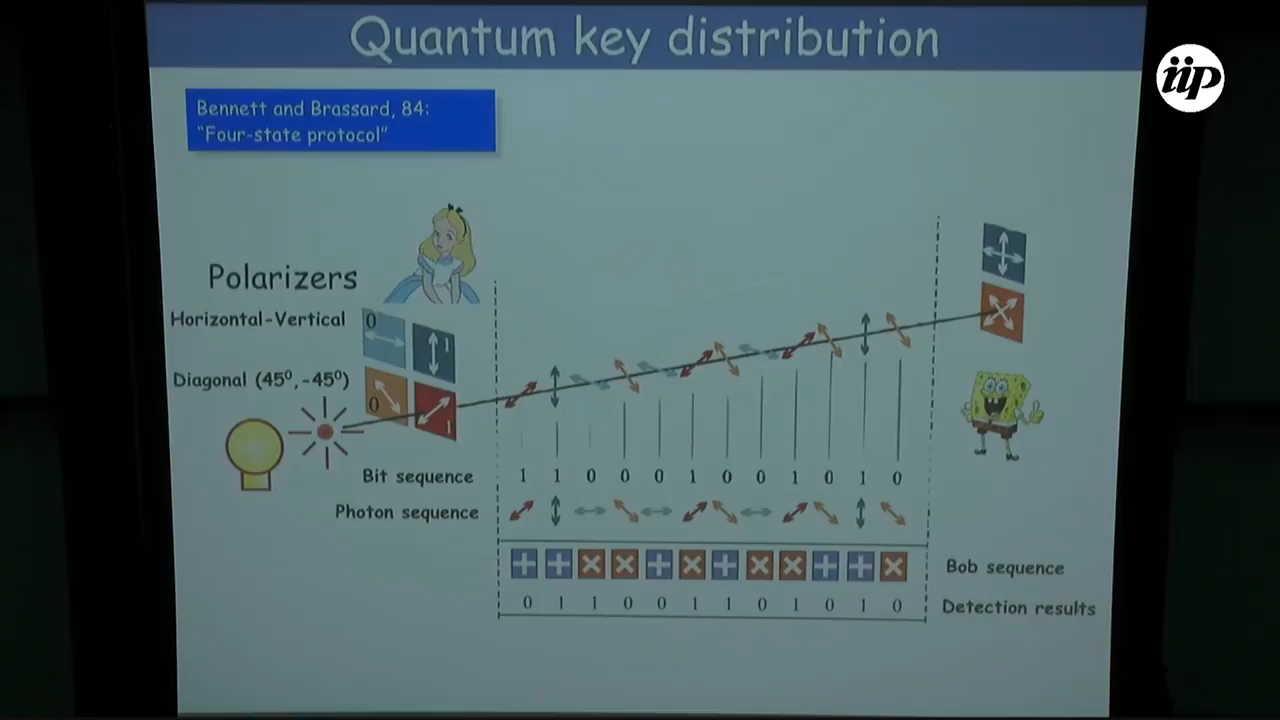 Quantum key distribution
iip
Bennett and Brassard, 84:
"Four-state protocol"
Polarizers
Horizontal-Vertical
0
1
Diagonal (45⁰,-45⁰)
0
1
Bit sequence 1 1 0 0 0 1 0 0 1 0 1 0
Photon sequence
Bob sequence
0 1 1 0 0 1 1 0 1 0 1 0 Detection results